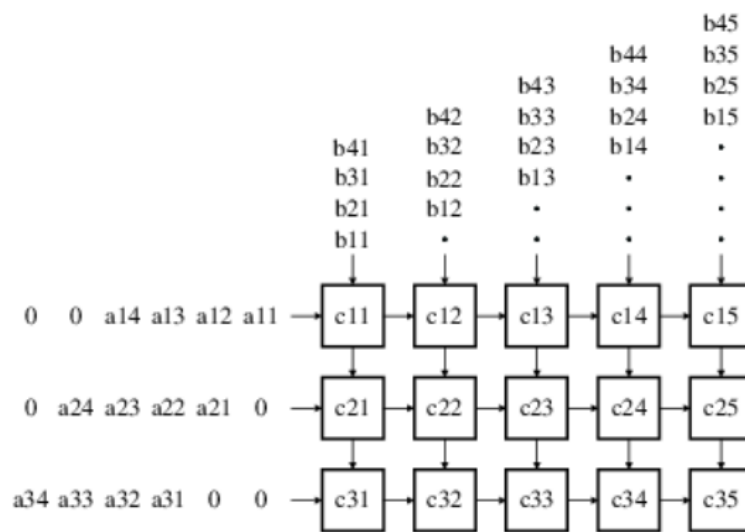 b45
b44 b35
b43 b34 b25
b42 b33 b24 b15
b41 b32 b23 b14 •
b31 b22 b13 • •
b21 b12 • • •
b11 • • • •
0 0 a14 a13 a12 a11 c11 c12 c13 c14 c15
0 a24 a23 a22 a21 0 c21 c22 c23 c24 c25
a34 a33 a32 a31 0 0 c31 c32 c33 c34 c35